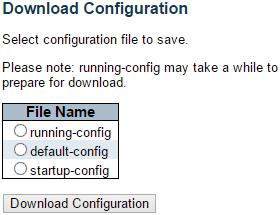 Download Configuration
Select configuration file to save.
Please note: running-config may take a while to
prepare for download.
File Name
running-config
default-config
startup-config
Download Configuration